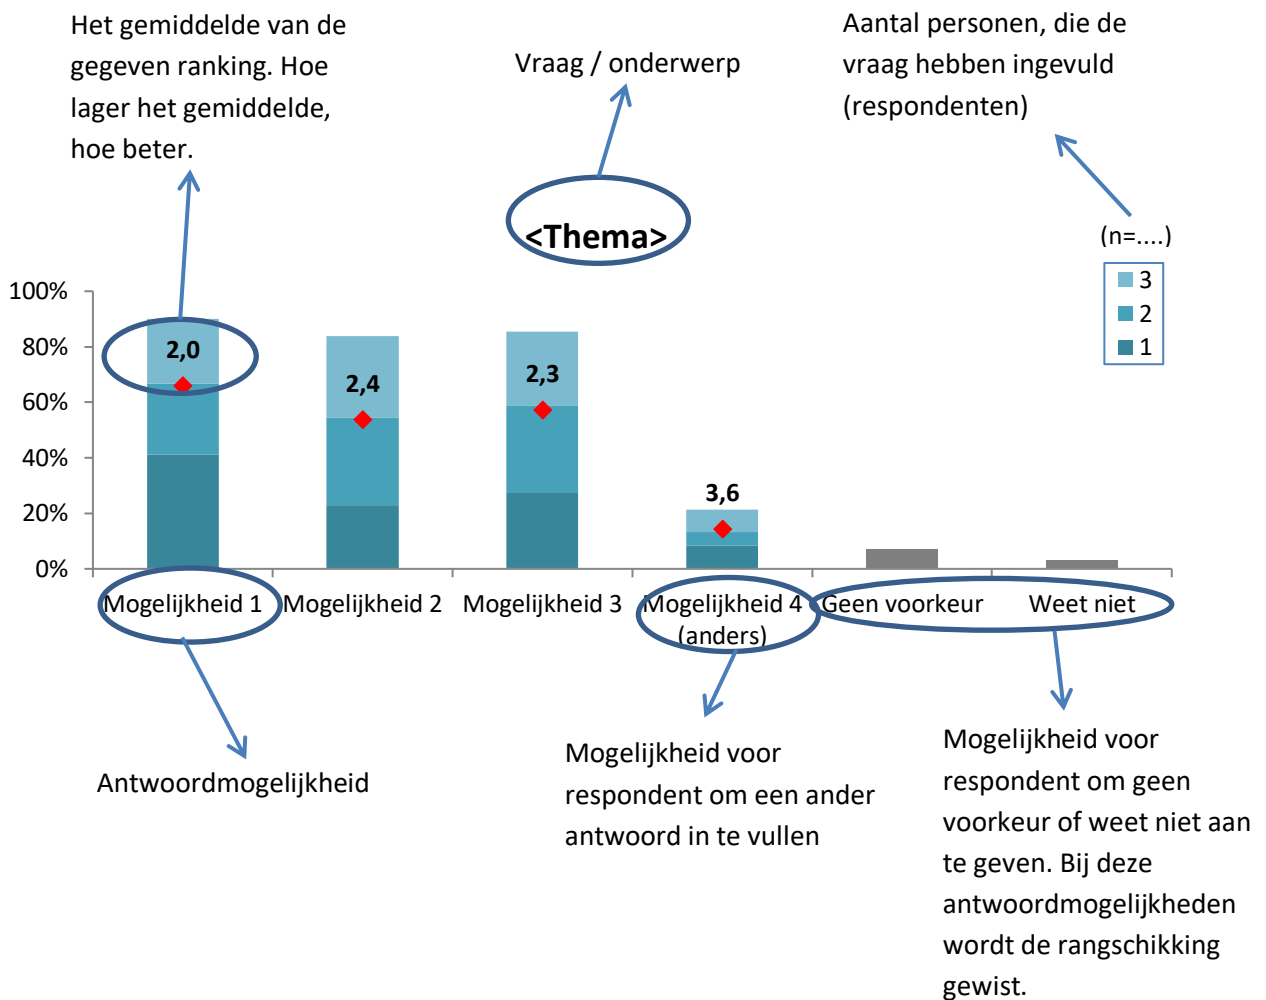 Het gemiddelde van de
gegeven ranking. Hoe
lager het gemiddelde,
hoe beter.
Vraag / onderwerp
Aantal personen, die de
vraag hebben ingevuld
(respondenten)
<Thema>
(n=....)
3
2
1
100%
80%
60%
40%
20%
0%
2,0
2,4
2,3
3,6
Mogelijkheid 1
Mogelijkheid 2
Mogelijkheid 3
Mogelijkheid 4
(anders)
Geen voorkeur
Weet niet
Antwoordmogelijkheid
Mogelijkheid voor
respondent om een ander
antwoord in te vullen
Mogelijkheid voor
respondent om geen
voorkeur of weet niet aan
te geven. Bij deze
antwoordmogelijkheden
wordt de rangschikking
gewist.